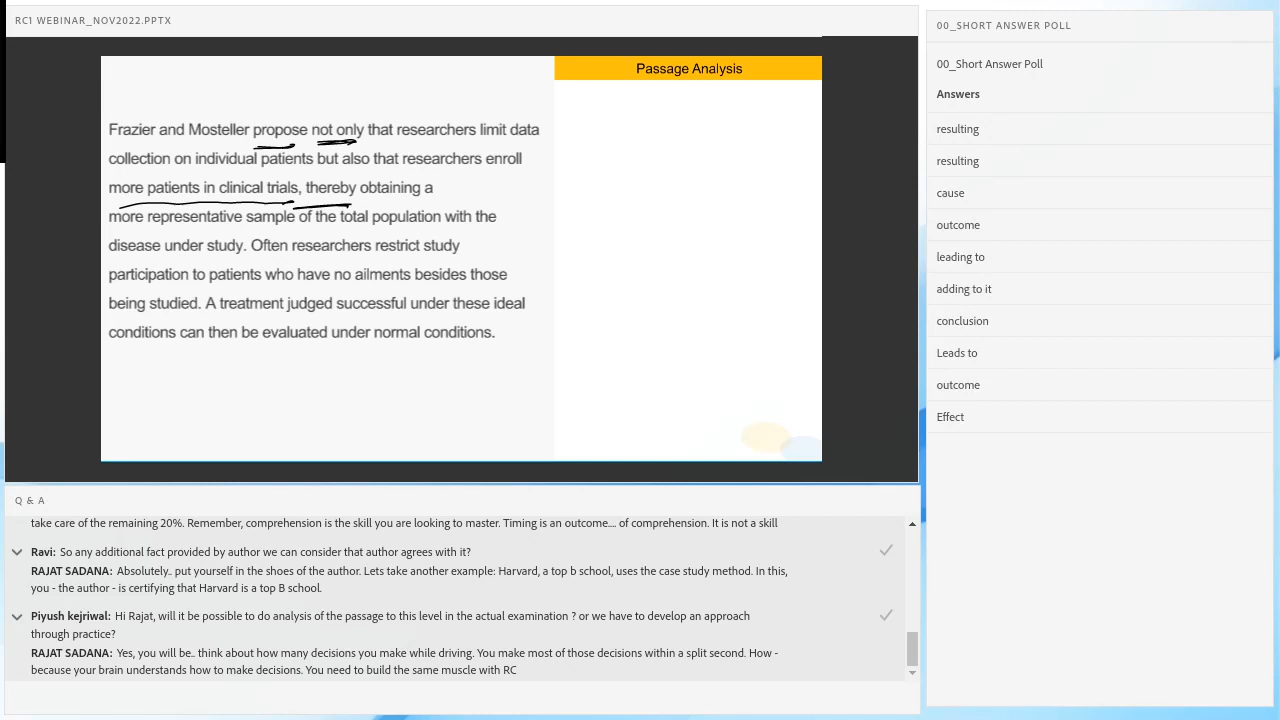 RC1 WEBINAR_NOV2022.PPTX
Passage Analysis
Frazier and Mosteller propose not only that researchers limit data
collection on individual patients but also that researchers enroll
more patients in clinical trials, thereby obtaining a
more representative sample of the total population with the
disease under study. Often researchers restrict study
participation to patients who have no ailments besides those
being studied. A treatment judged successful under these ideal
conditions can then be evaluated under normal conditions.
Q & A
take care of the remaining 20%. Remember, comprehension is the skill you are looking to master. Timing is an outcome.... of comprehension. It is not a skill
Ravi: So any additional fact provided by author we can consider that author agrees with it?
RAJAT SADANA: Absolutely.. put yourself in the shoes of the author. Lets take another example: Harvard, a top b school, uses the case study method. In this,
you - the author - is certifying that Harvard is a top B school.
Piyush kejriwal: Hi Rajat, will it be possible to do analysis of the passage to this level in the actual examination ? or we have to develop an approach
through practice?
RAJAT SADANA: Yes, you will be.. think about how many decisions you make while driving. You make most of those decisions within a split second. How -
because your brain understands how to make decisions. You need to build the same muscle with RC
00_SHORT ANSWER POLL
00_Short Answer Poll
Answers
resulting
resulting
cause
outcome
leading to
adding to it
conclusion
Leads to
outcome
Effect